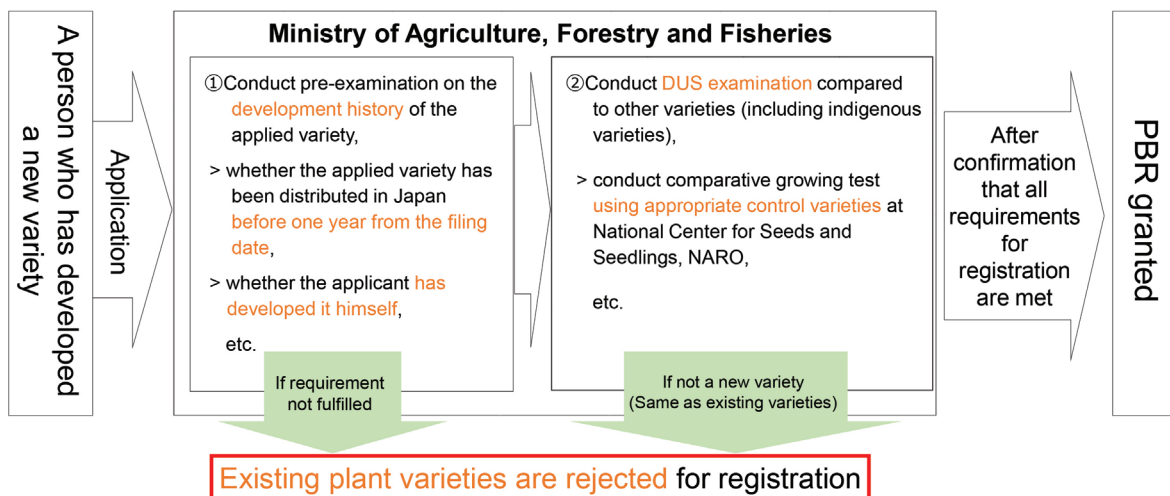 A person who has developed
a new variety
Application
Ministry of Agriculture, Forestry and Fisheries
①Conduct pre-examination on the
development history of the
applied variety,
> whether the applied variety has
been distributed in Japan
before one year from the filing
date,
> whether the applicant has
developed it himself,
etc.
②Conduct DUS examination compared
to other varieties (including indigenous
varieties),
> conduct comparative growing test
using appropriate control varieties at
National Center for Seeds and
Seedlings, NARO,
etc.
After
confirmation
that all
requirements
for
registration
are met
PBR granted
If requirement
not fulfilled
If not a new variety
(Same as existing varieties)
Existing plant varieties are rejected for registration